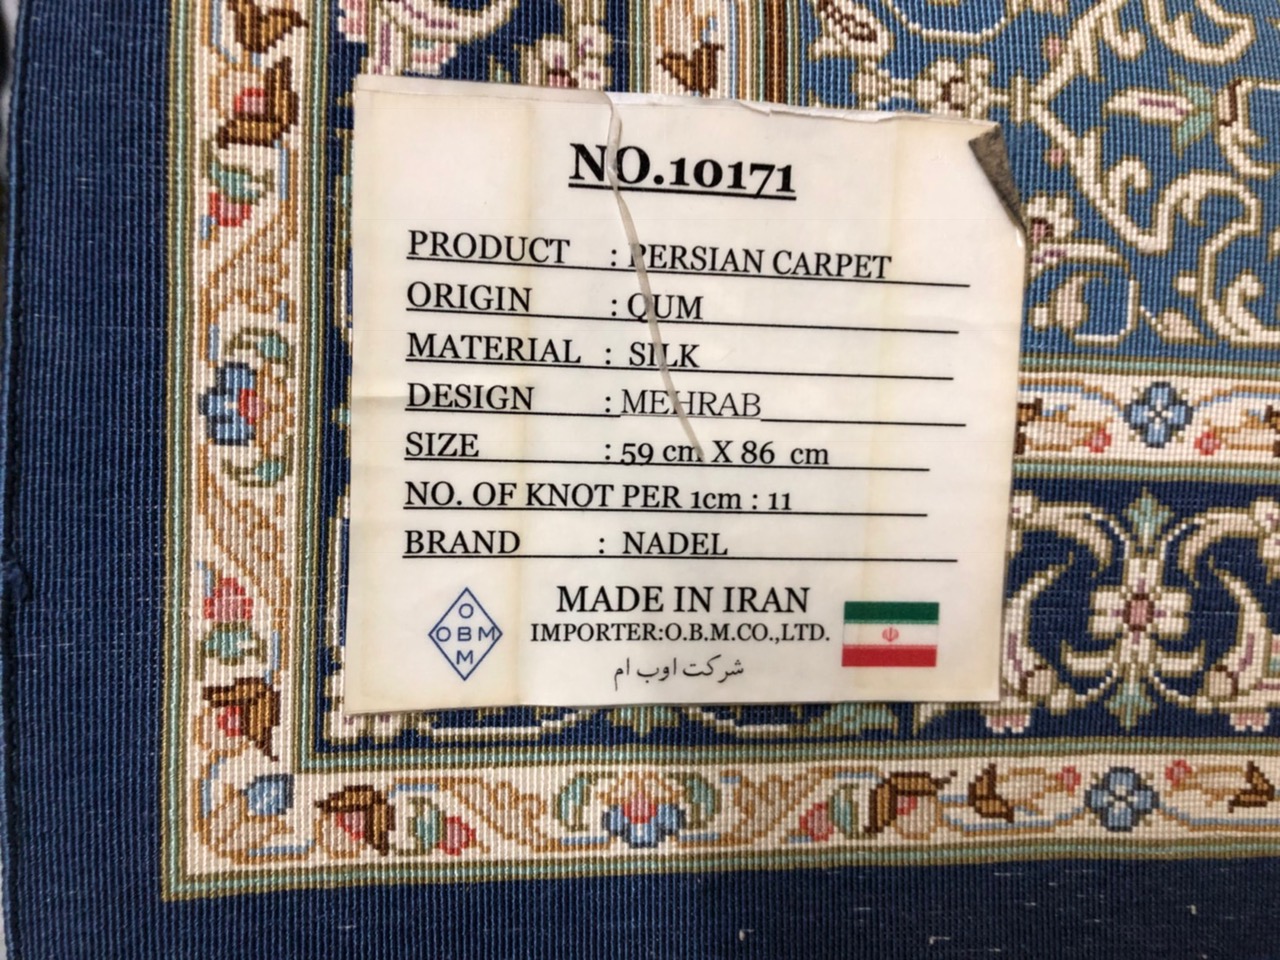 NO.10171
PRODUCT : PERSIAN CARPET
ORIGIN : QUM
MATERIAL : SILK
DESIGN : MEHRAB
SIZE : 59 cm X 86 cm
NO. OF KNOT PER 1cm : 11
BRAND : NADEL
MADE IN IRAN
IMPORTER:O.B.M.CO.,LTD.
شرکت اوب ام
O
OBM
M